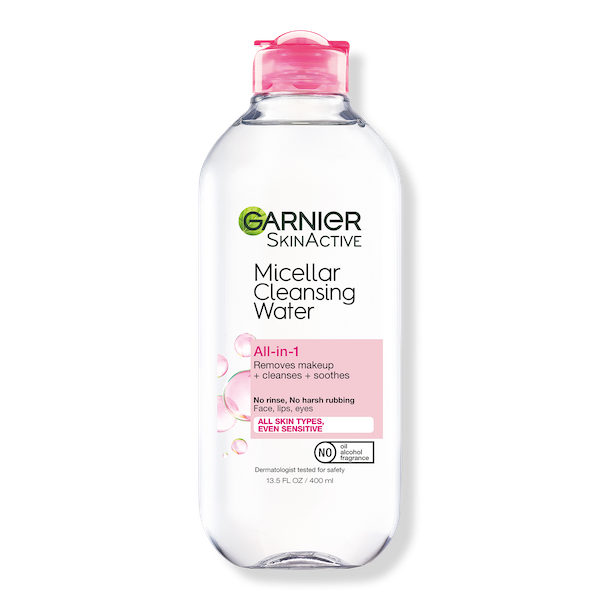 GARNIER
SKINACTIVE
Micellar
Cleansing
Water
All-in-1
Removes makeup
+ cleanses + soothes
No rinse, No harsh rubbing
Face, lips, eyes
ALL SKIN TYPES,
EVEN SENSITIVE
NO
oil
alcohol
fragrance
Dermatologist tested for safety
13.5 FL OZ / 400 ml